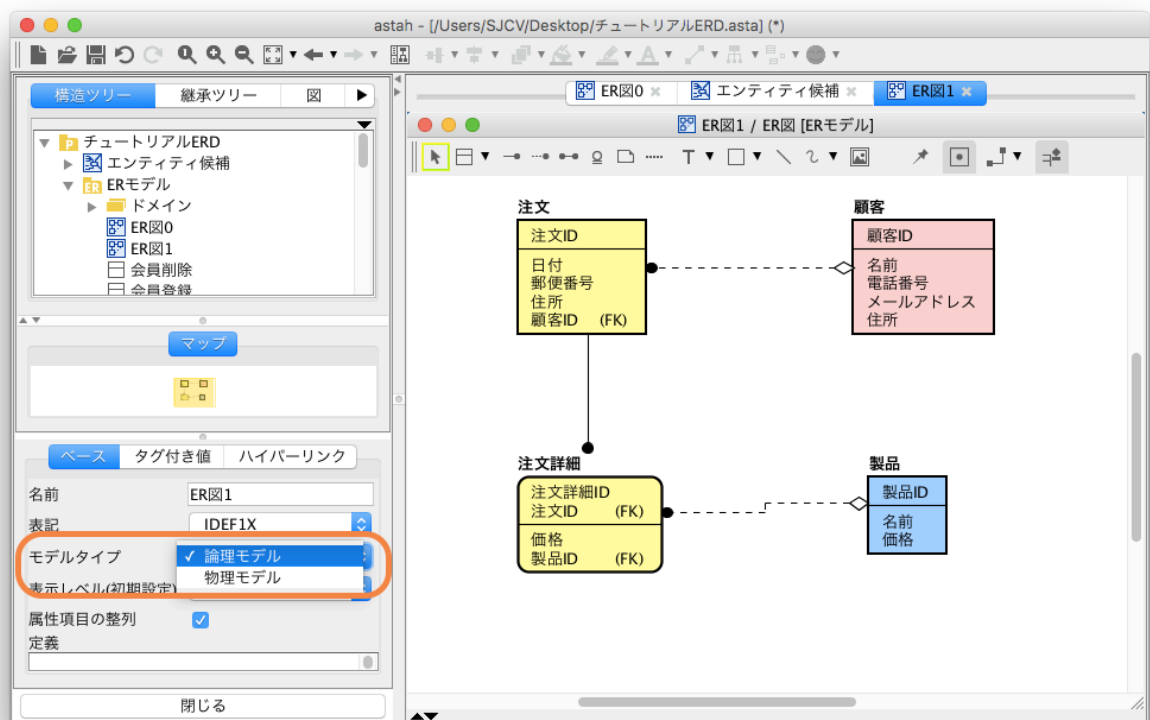 astah - [/Users/SJCV/Desktop/チュートリアルERD.asta] (*)
構造ツリー
継承ツリー
図
チュートリアルERD
エンティティ候補
ERモデル
ドメイン
ER図0
ER図1
会員削除
会員登録
マップ
ベース
タグ付き値
ハイパーリンク
名前
ER図1
表記
IDEF1X
モデルタイプ
✓ 論理モデル
物理モデル
表示レベル(初期設定)
属性項目の整列
定義
閉じる
ER図0
エンティティ候補
ER図1
ER図1 / ER図 [ERモデル]
T
注文
注文ID
日付
郵便番号
住所
顧客ID (FK)
顧客
顧客ID
名前
電話番号
メールアドレス
住所
注文詳細
注文詳細ID
注文ID (FK)
価格
製品ID (FK)
製品
製品ID
名前
価格